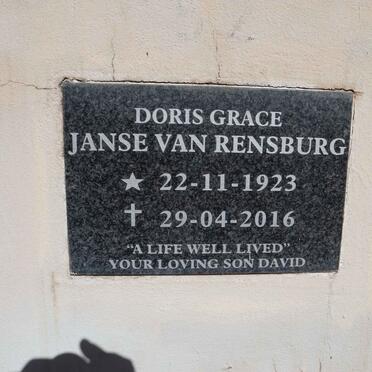 DORIS GRACE
JANSE VAN RENSBURG
★ 22-11-1923
✝ 29-04-2016
"A LIFE WELL LIVED"
YOUR LOVING SON DAVID